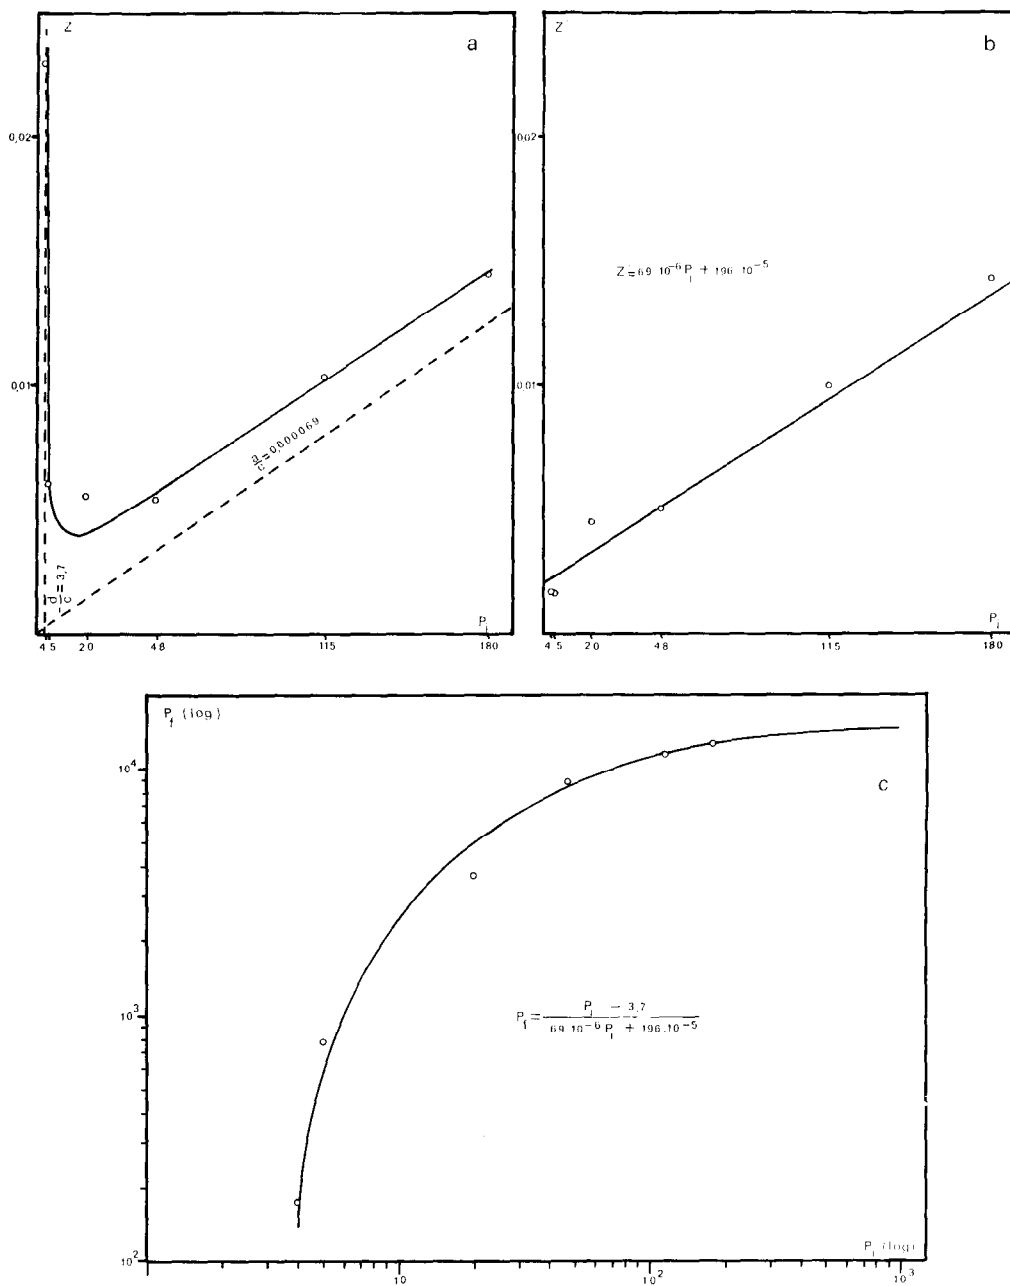 Z
a
0,02
0,01
a/c = 0,000069
-d/c = 3,7
P_i
4 5 20 48 115 180
Z
b
0.02
0.01
Z = 69 10^-6 P_i + 196 10^-5
P_i
4 5 20 48 115 180
P_f (log)
C
10^4
10^3
10^2
P_f = P_i - 3,7 / 69 10^-6 P_i + 196.10^-5
P_i (log)
10 10^2 10^3